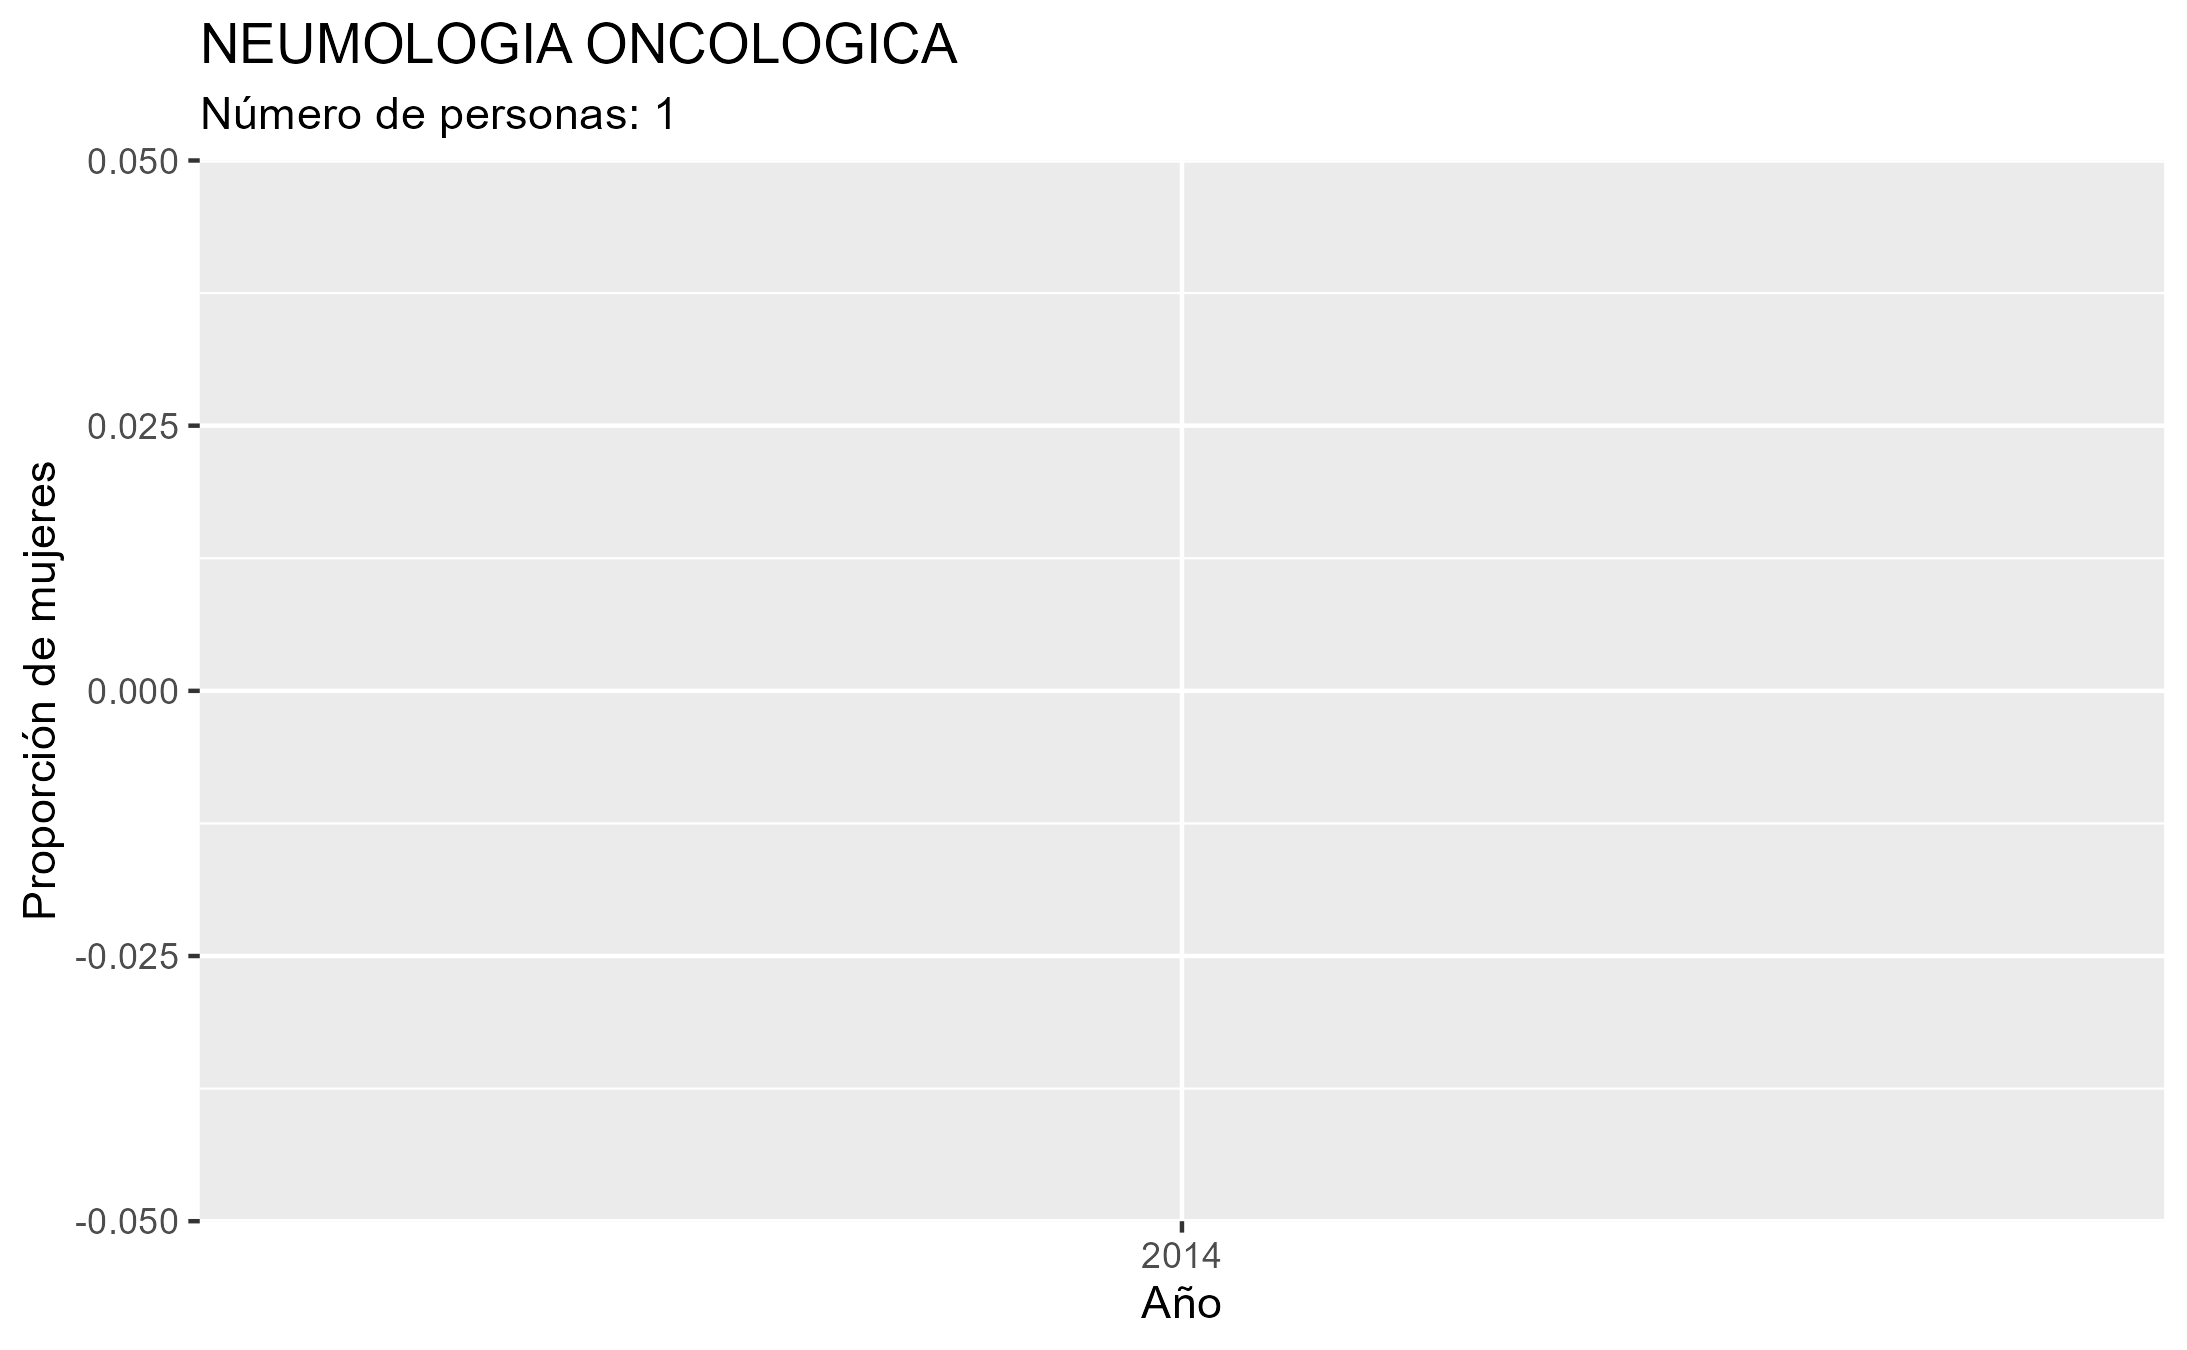 NEUMOLOGIA ONCOLOGICA
Número de personas: 1
0.050
0.025
0.000
-0.025
-0.050
Proporción de mujeres
2014
Año